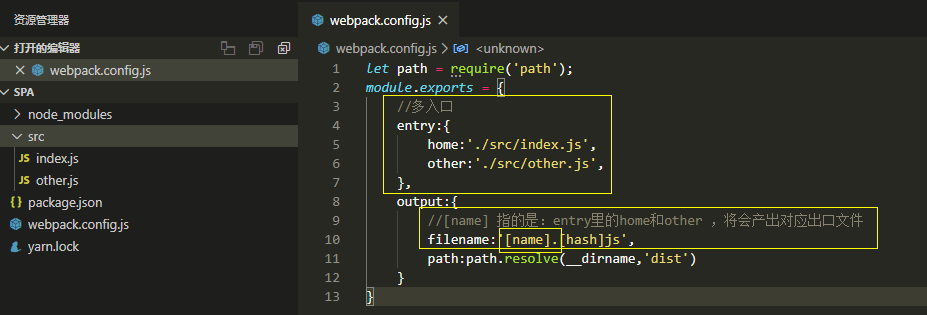 资源管理器
打开的编辑器
webpack.config.js
SPA
node_modules
src
JS index.js
JS other.js
package.json
webpack.config.js
yarn.lock
webpack.config.js
webpack.config.js > <unknown>
1 let path = require('path');
2 module.exports = {
3 //多入口
4 entry:{
5 home:'./src/index.js',
6 other:'./src/other.js',
7 },
8 output:{
9 //[name] 指的是：entry里的home和other ，将会产出对应出口文件
10 filename:'[name].[hash]js',
11 path:path.resolve(__dirname,'dist')
12 }
13 }